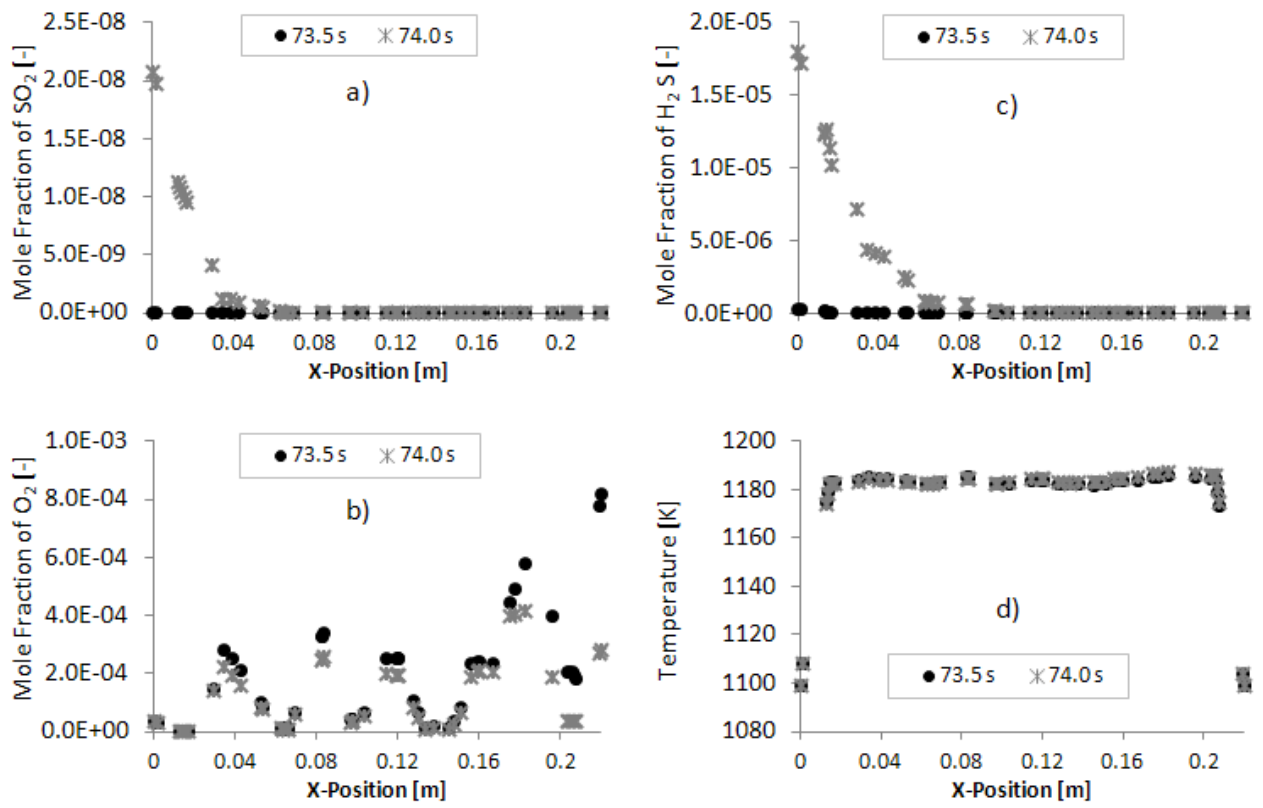 2.5E-08
2.0E-08
1.5E-08
1.0E-08
5.0E-09
0.0E+00
Mole Fraction of SO₂ [-]
73.5 s 74.0 s
a)
0 0.04 0.08 0.12 0.16 0.2
X-Position [m]
2.0E-05
1.5E-05
1.0E-05
5.0E-06
0.0E+00
Mole Fraction of H₂ S [-]
73.5 s 74.0 s
c)
0 0.04 0.08 0.12 0.16 0.2
X-Position [m]
1.0E-03
8.0E-04
6.0E-04
4.0E-04
2.0E-04
0.0E+00
Mole Fraction of O₂ [-]
73.5 s 74.0 s
b)
0 0.04 0.08 0.12 0.16 0.2
X-Position [m]
1200
1180
1160
1140
1120
1100
1080
Temperature [K]
d)
73.5 s 74.0 s
0 0.04 0.08 0.12 0.16 0.2
X-Position [m]